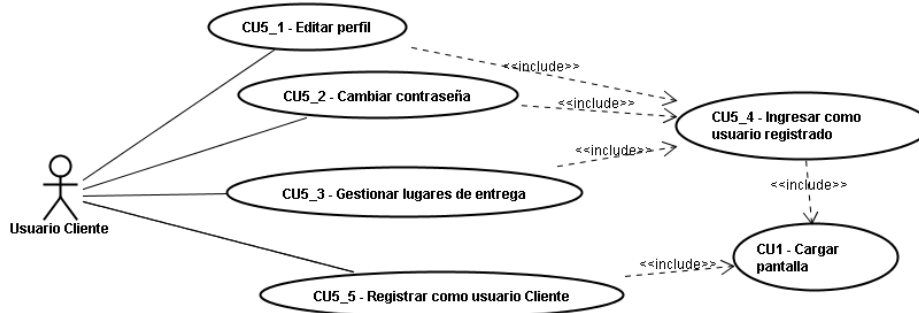 CU5_1 - Editar perfil
<<include>>
CU5_2 - Cambiar contraseña
<<include>>
CU5_4 - Ingresar como
usuario registrado
<<include>>
CU5_3 - Gestionar lugares de entrega
<<include>>
Usuario Cliente
CU1 - Cargar
pantalla
<<include>>
CU5_5 - Registrar como usuario Cliente